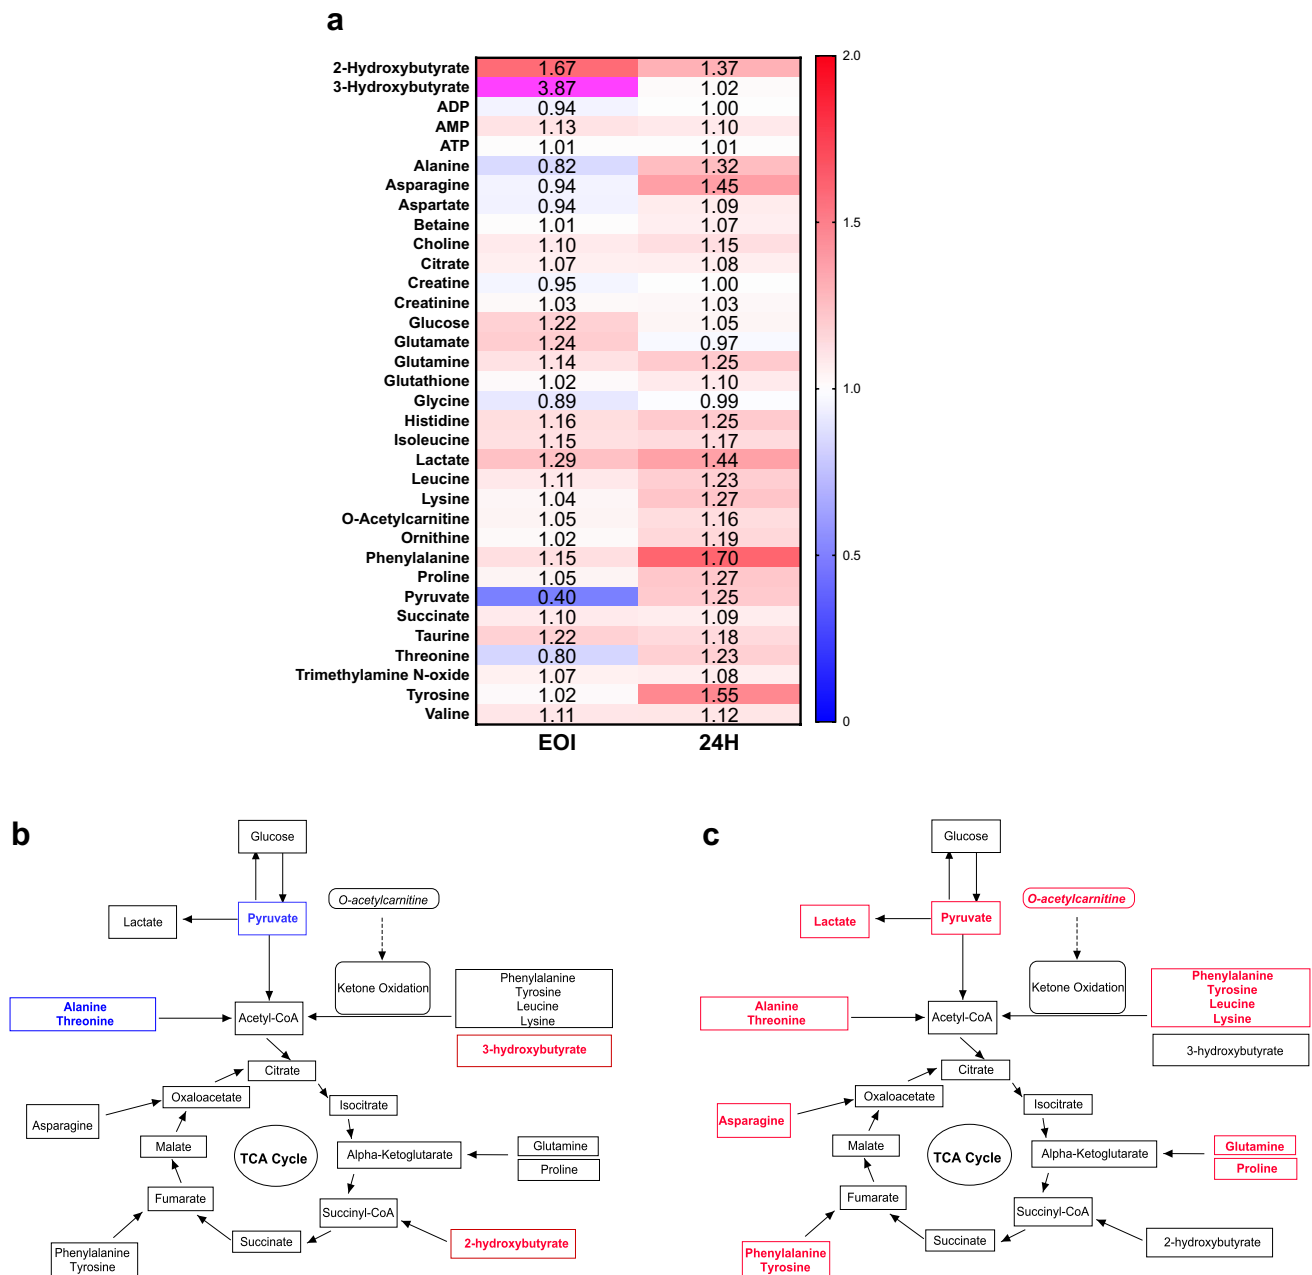 a
2-Hydroxybutyrate 1.67 1.37
3-Hydroxybutyrate 3.87 1.02
ADP 0.94 1.00
AMP 1.13 1.10
ATP 1.01 1.01
Alanine 0.82 1.32
Asparagine 0.94 1.45
Aspartate 0.94 1.09
Betaine 1.01 1.07
Choline 1.10 1.15
Citrate 1.07 1.08
Creatine 0.95 1.00
Creatinine 1.03 1.03
Glucose 1.22 1.05
Glutamate 1.24 0.97
Glutamine 1.14 1.25
Glutathione 1.02 1.10
Glycine 0.89 0.99
Histidine 1.16 1.25
Isoleucine 1.15 1.17
Lactate 1.29 1.44
Leucine 1.11 1.23
Lysine 1.04 1.27
O-Acetylcarnitine 1.05 1.16
Ornithine 1.02 1.19
Phenylalanine 1.15 1.70
Proline 1.05 1.27
Pyruvate 0.40 1.25
Succinate 1.10 1.09
Taurine 1.22 1.18
Threonine 0.80 1.23
Trimethylamine N-oxide 1.07 1.08
Tyrosine 1.02 1.55
Valine 1.11 1.12
EOI 24H
2.0
1.5
1.0
0.5
0
b
Glucose
O-acetylcarnitine
Lactate
Pyruvate
Ketone Oxidation
Phenylalanine
Tyrosine
Leucine
Lysine
Alanine
Threonine
Acetyl-CoA
3-hydroxybutyrate
Citrate
Oxaloacetate
Isocitrate
Asparagine
Malate
TCA Cycle
Alpha-Ketoglutarate
Glutamine
Proline
Fumarate
Succinyl-CoA
Succinate
2-hydroxybutyrate
Phenylalanine
Tyrosine
c
Glucose
O-acetylcarnitine
Lactate
Pyruvate
Ketone Oxidation
Phenylalanine
Tyrosine
Leucine
Lysine
Alanine
Threonine
Acetyl-CoA
3-hydroxybutyrate
Citrate
Oxaloacetate
Isocitrate
Asparagine
Malate
TCA Cycle
Alpha-Ketoglutarate
Glutamine
Proline
Fumarate
Succinyl-CoA
Succinate
2-hydroxybutyrate
Phenylalanine
Tyrosine